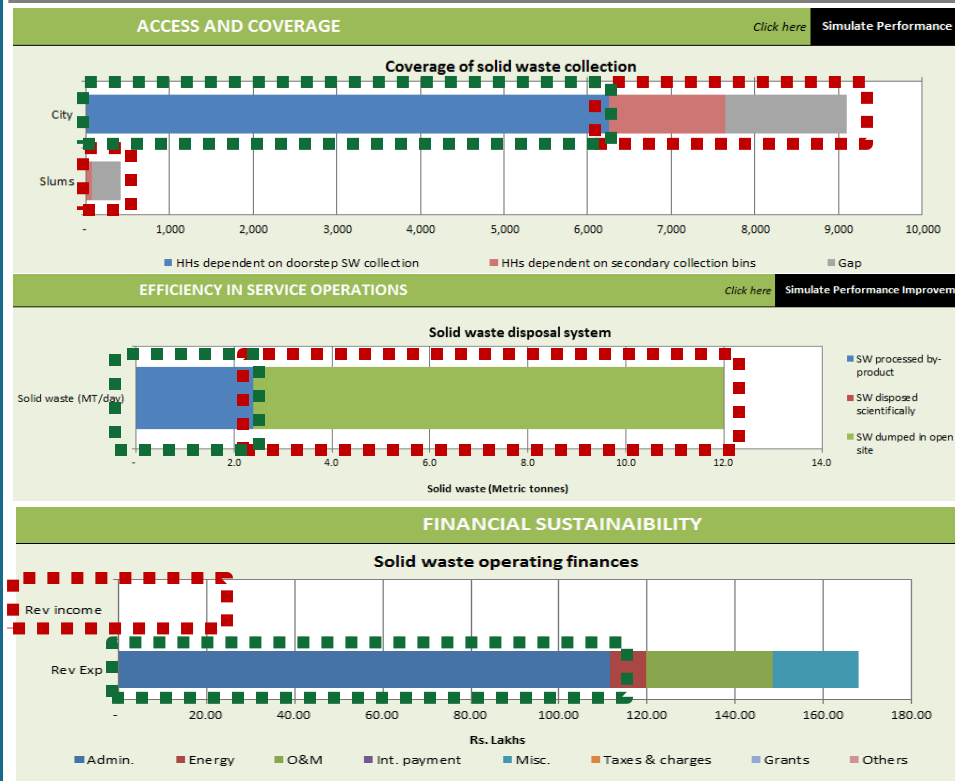 ACCESS AND COVERAGE
Click here
Simulate Performance
Coverage of solid waste collection
City
Slums
- 1,000 2,000 3,000 4,000 5,000 6,000 7,000 8,000 9,000 10,000
HHs dependent on doorstep SW collection HHs dependent on secondary collection bins Gap
EFFICIENCY IN SERVICE OPERATIONS
Click here
Simulate Performance Improvem
Solid waste disposal system
Solid waste (MT/day)
SW processed by-
product
SW disposed
scientifically
SW dumped in open
site
- 2.0 4.0 6.0 8.0 10.0 12.0 14.0
Solid waste (Metric tonnes)
FINANCIAL SUSTAINAIBILITY
Solid waste operating finances
Rev income
Rev Exp
- 20.00 40.00 60.00 80.00 100.00 120.00 140.00 160.00 180.00
Rs. Lakhs
Admin. Energy O&M Int. payment Misc. Taxes & charges Grants Others